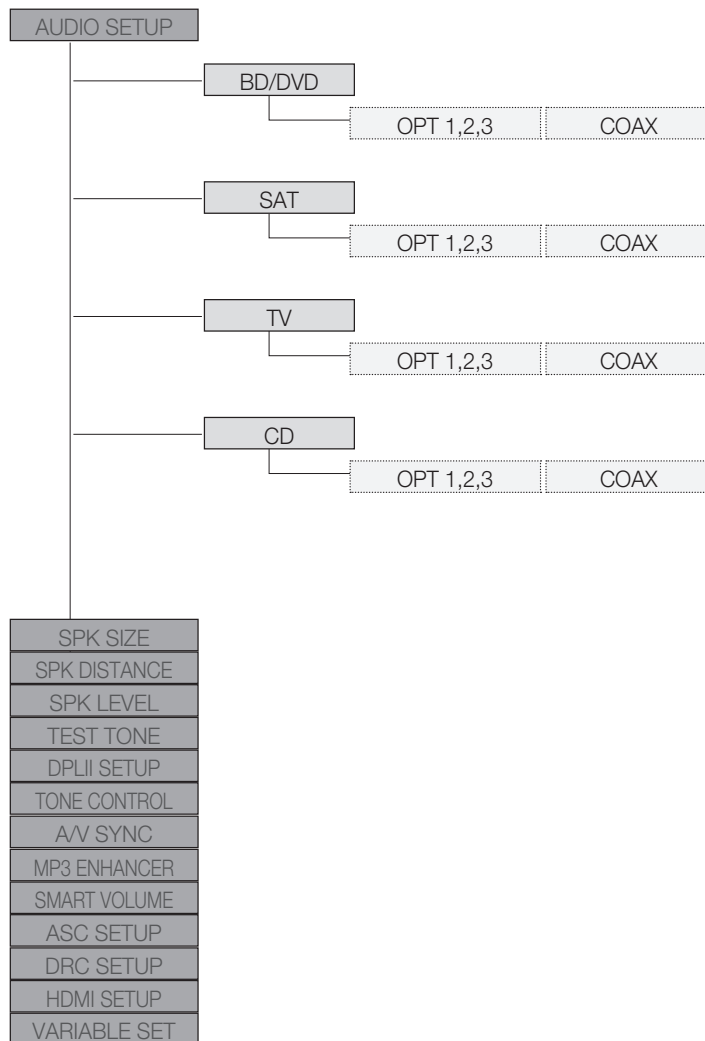 AUDIO SETUP
BD/DVD
OPT 1,2,3 COAX
SAT
OPT 1,2,3 COAX
TV
OPT 1,2,3 COAX
CD
OPT 1,2,3 COAX
SPK SIZE
SPK DISTANCE
SPK LEVEL
TEST TONE
DPLII SETUP
TONE CONTROL
A/V SYNC
MP3 ENHANCER
SMART VOLUME
ASC SETUP
DRC SETUP
HDMI SETUP
VARIABLE SET